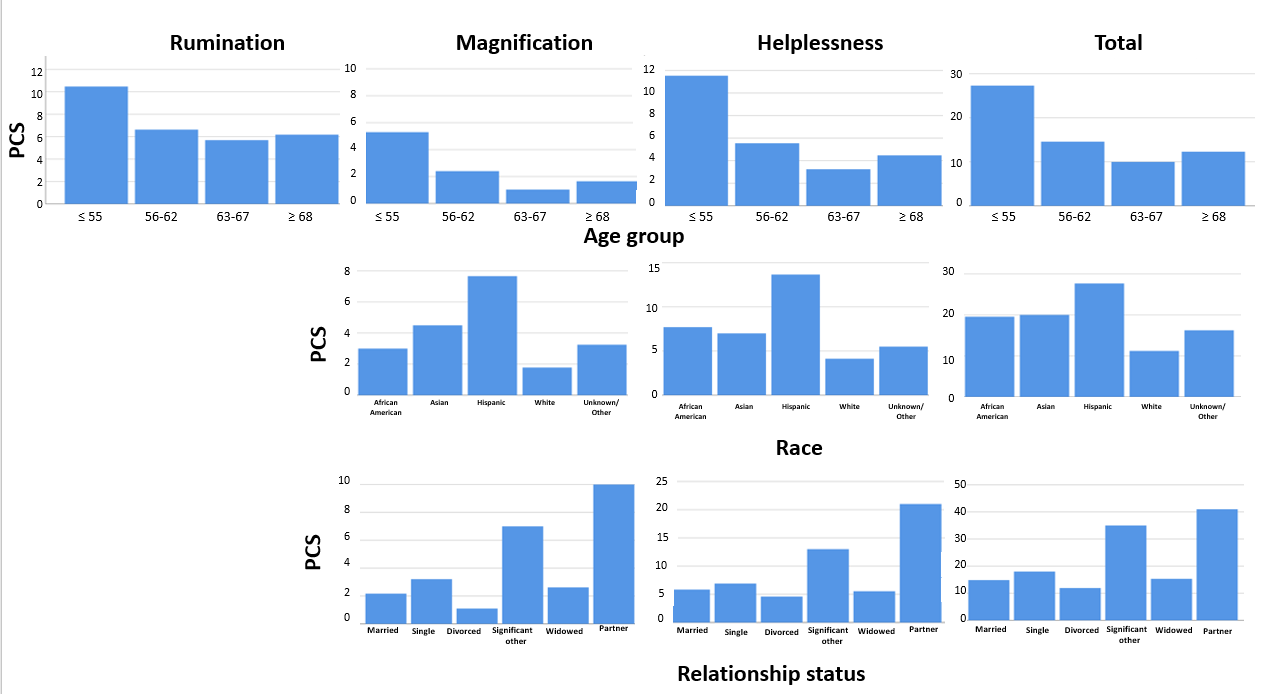 Rumination Magnification Helplessness Total
PCS
12 10 8 6 4 2 0
10 8 6 4 2 0
12 10 8 6 4 2 0
30 20 10 0
≤ 55 56-62 63-67 ≥ 68
≤ 55 56-62 63-67 ≥ 68
≤ 55 56-62 63-67 ≥ 68
≤ 55 56-62 63-67 ≥ 68
Age group
PCS
8 6 4 2 0
15 10 5 0
30 20 10 0
African American Asian Hispanic White Unknown/ Other
African American Asian Hispanic White Unknown/ Other
African American Asian Hispanic White Unknown/ Other
Race
PCS
10 8 6 4 2 0
25 20 15 10 5 0
50 40 30 20 10 0
Married Single Divorced Significant other Widowed Partner
Married Single Divorced Significant other Widowed Partner
Married Single Divorced Significant other Widowed Partner
Relationship status